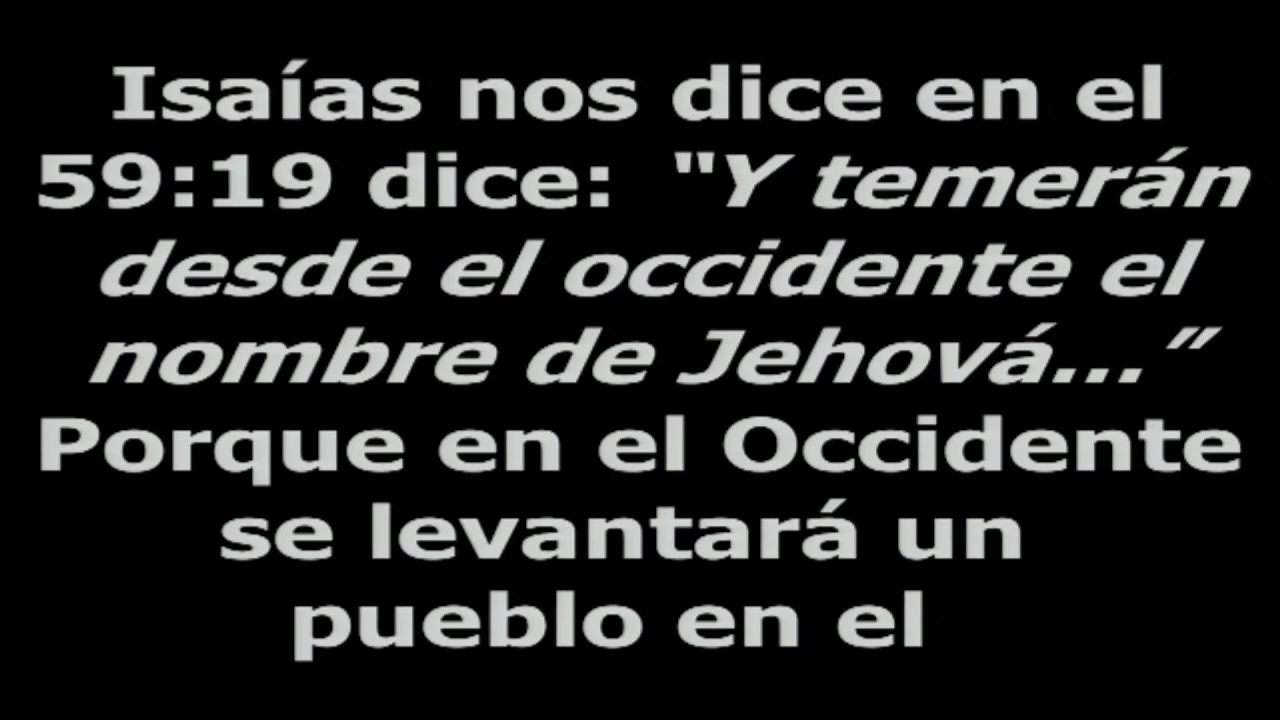 Isaías nos dice en el
59:19 dice: "Y temerán
desde el occidente el
nombre de Jehová...”
Porque en el Occidente
se levantará un
pueblo en el